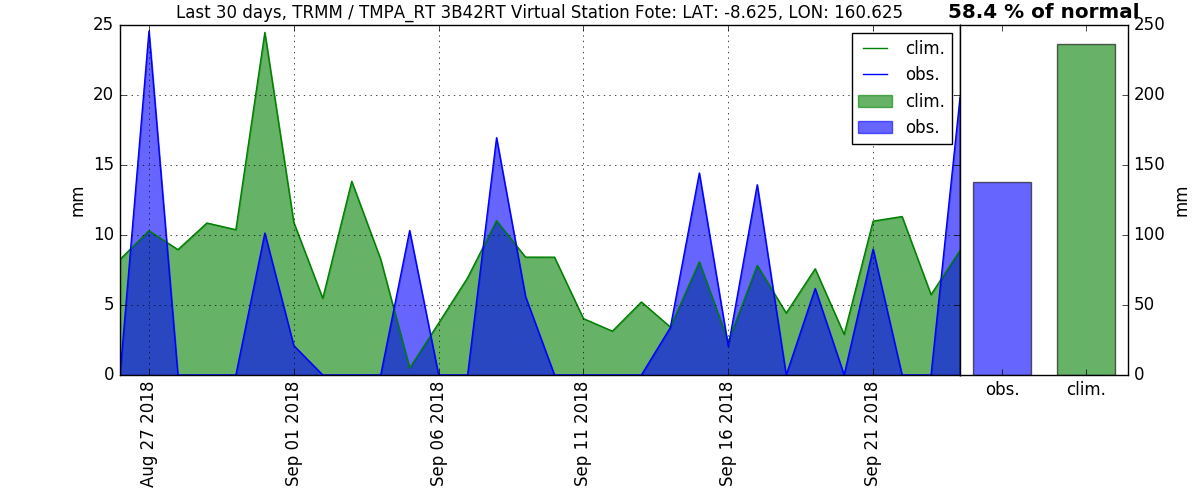 Last 30 days, TRMM / TMPA_RT 3B42RT Virtual Station Fote: LAT: -8.625, LON: 160.625
58.4 % of normal
25
20
15
10
5
0
mm
clim.
obs.
clim.
obs.
Aug 27 2018
Sep 01 2018
Sep 06 2018
Sep 11 2018
Sep 16 2018
Sep 21 2018
250
200
150
100
50
0
mm
obs.
clim.